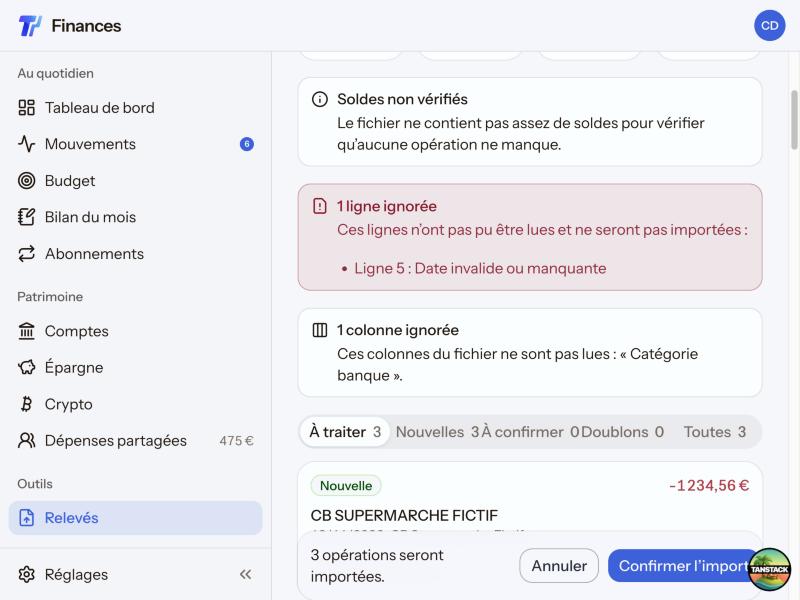 Finances
CD
Au quotidien
Tableau de bord
Mouvements 6
Budget
Bilan du mois
Abonnements
Patrimoine
Comptes
Épargne
Crypto
Dépenses partagées 475 €
Outils
Relevés
Réglages
Soldes non vérifiés
Le fichier ne contient pas assez de soldes pour vérifier
qu’aucune opération ne manque.
1 ligne ignorée
Ces lignes n’ont pas pu être lues et ne seront pas importées :
• Ligne 5 : Date invalide ou manquante
1 colonne ignorée
Ces colonnes du fichier ne sont pas lues : « Catégorie
banque ».
À traiter 3 Nouvelles 3 À confirmer 0 Doublons 0 Toutes 3
Nouvelle -1 234,56 €
CB SUPERMARCHE FICTIF
3 opérations seront
importées.
Annuler
Confirmer l’import
TANSTACK